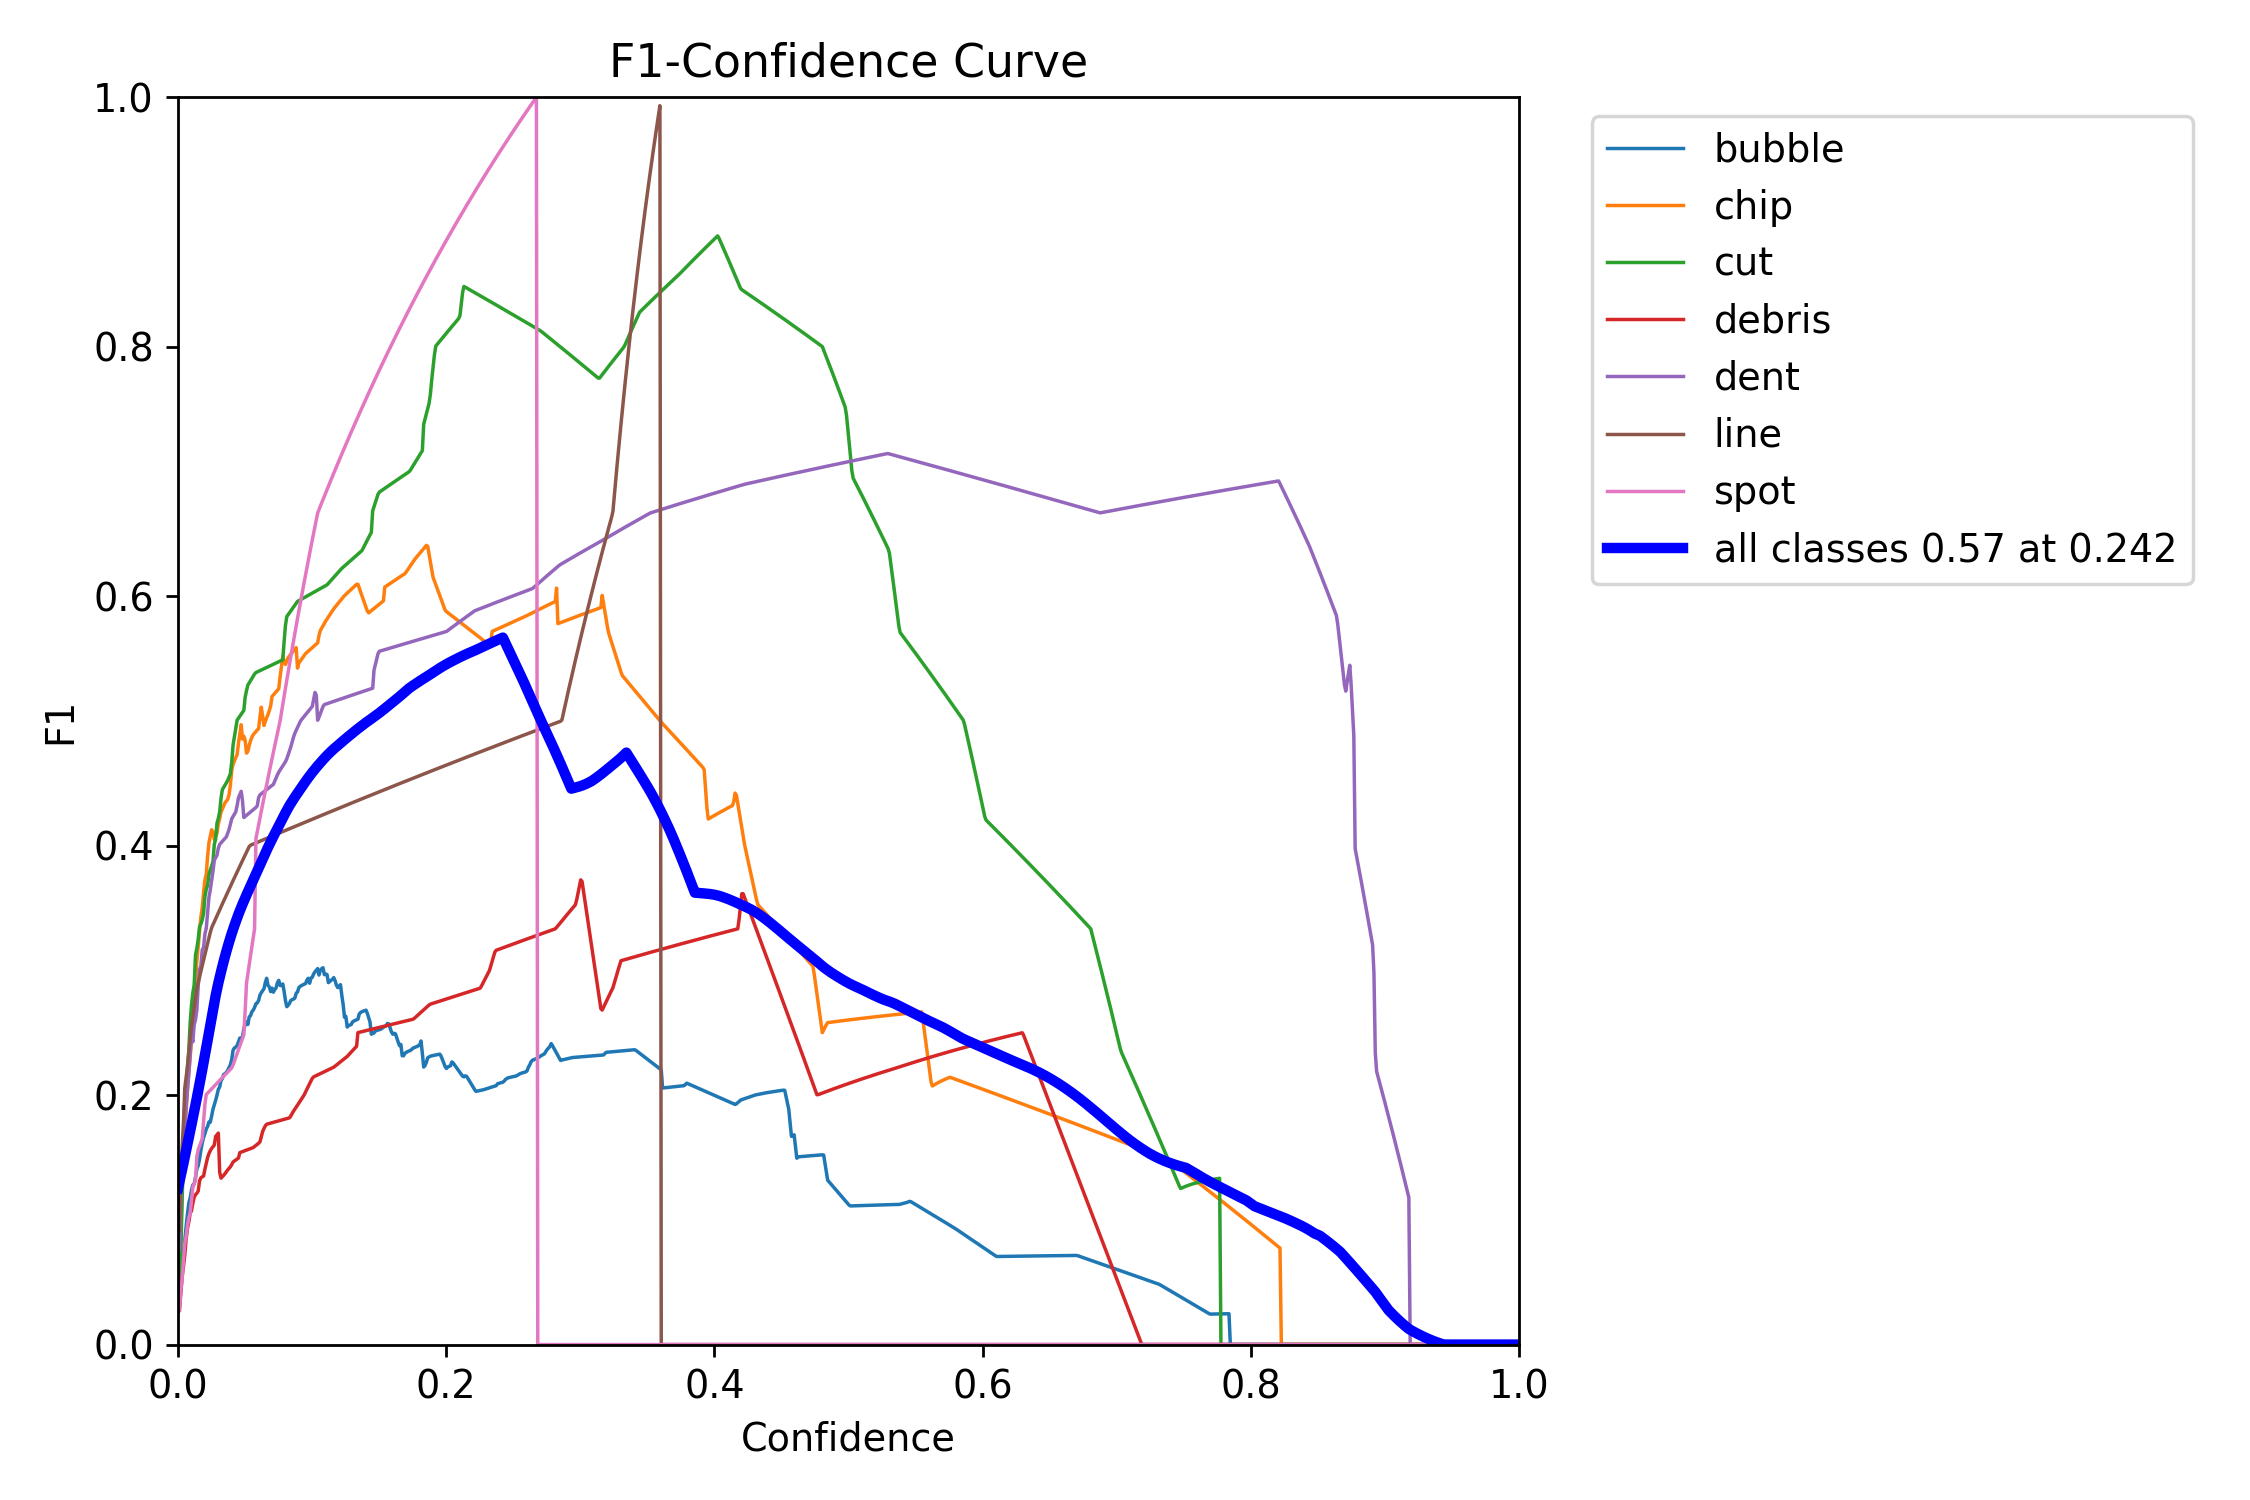 F1-Confidence Curve
1.0
0.8
0.6
0.4
0.2
0.0
F1
0.0 0.2 0.4 0.6 0.8 1.0
Confidence
bubble
chip
cut
debris
dent
line
spot
all classes 0.57 at 0.242